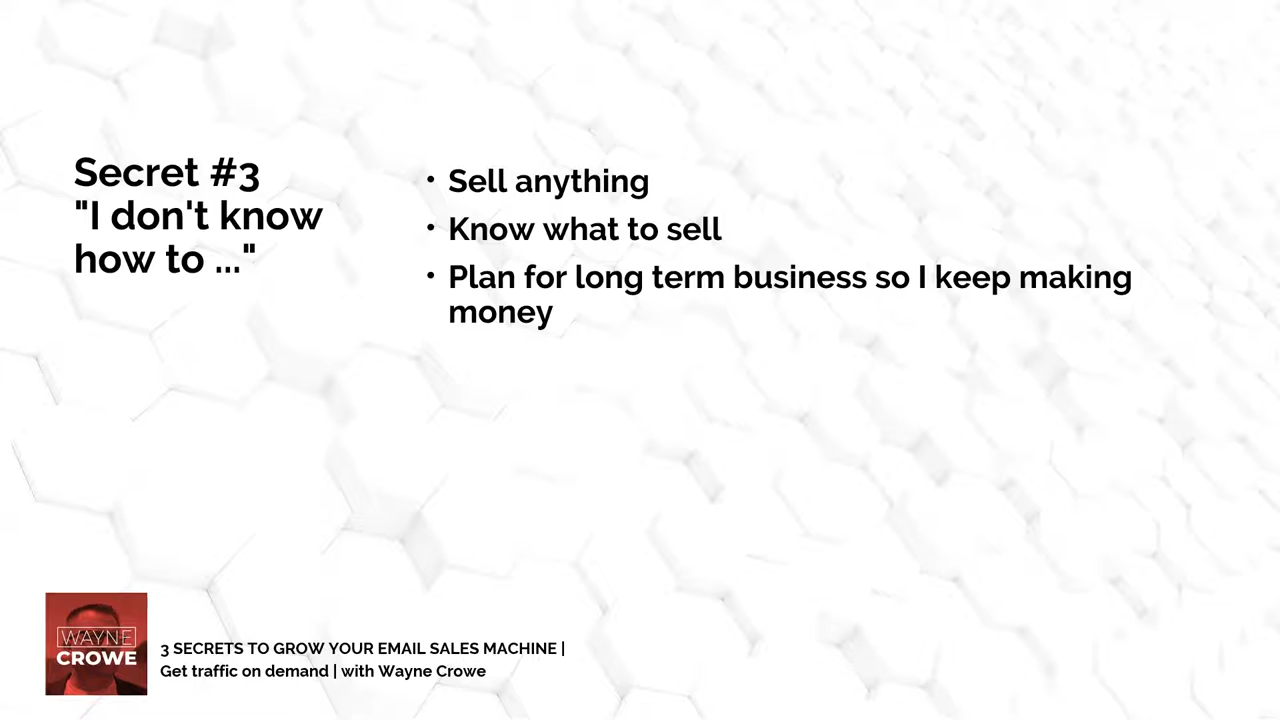 Secret #3
"I don't know
how to ..."
• Sell anything
• Know what to sell
• Plan for long term business so I keep making
money
WAYNE
CROWE
3 SECRETS TO GROW YOUR EMAIL SALES MACHINE |
Get traffic on demand | with Wayne Crowe